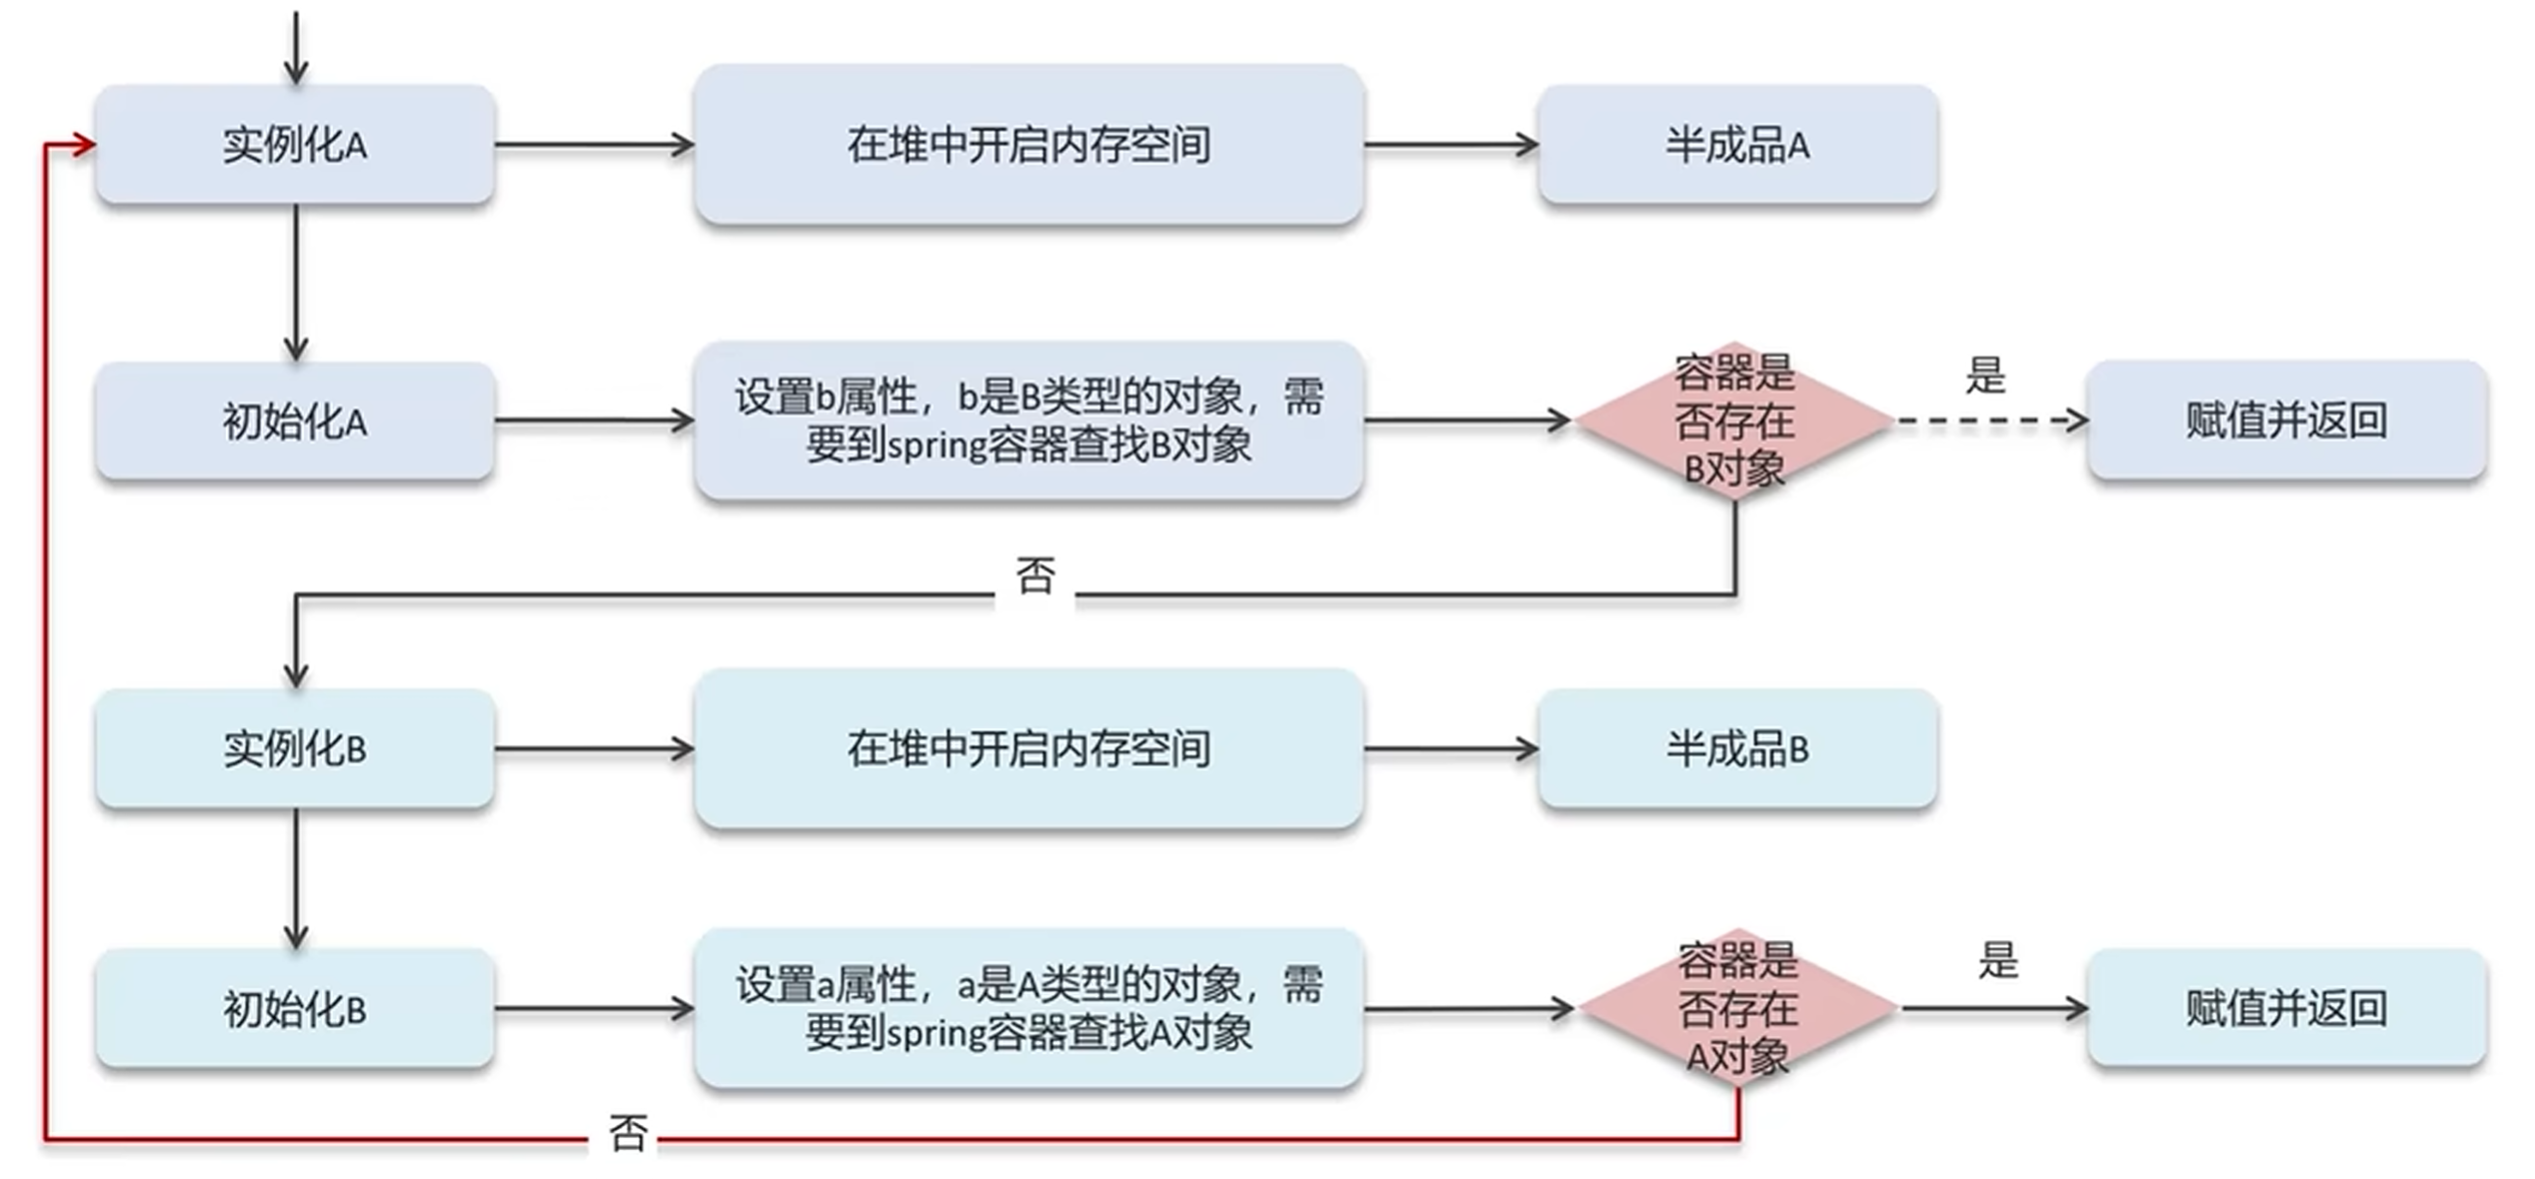 实例化A
在堆中开启内存空间
半成品A
初始化A
设置b属性，b是B类型的对象，需
要到spring容器查找B对象
容器是
否存在
B对象
是
赋值并返回
否
实例化B
在堆中开启内存空间
半成品B
初始化B
设置a属性，a是A类型的对象，需
要到spring容器查找A对象
容器是
否存在
A对象
是
赋值并返回
否